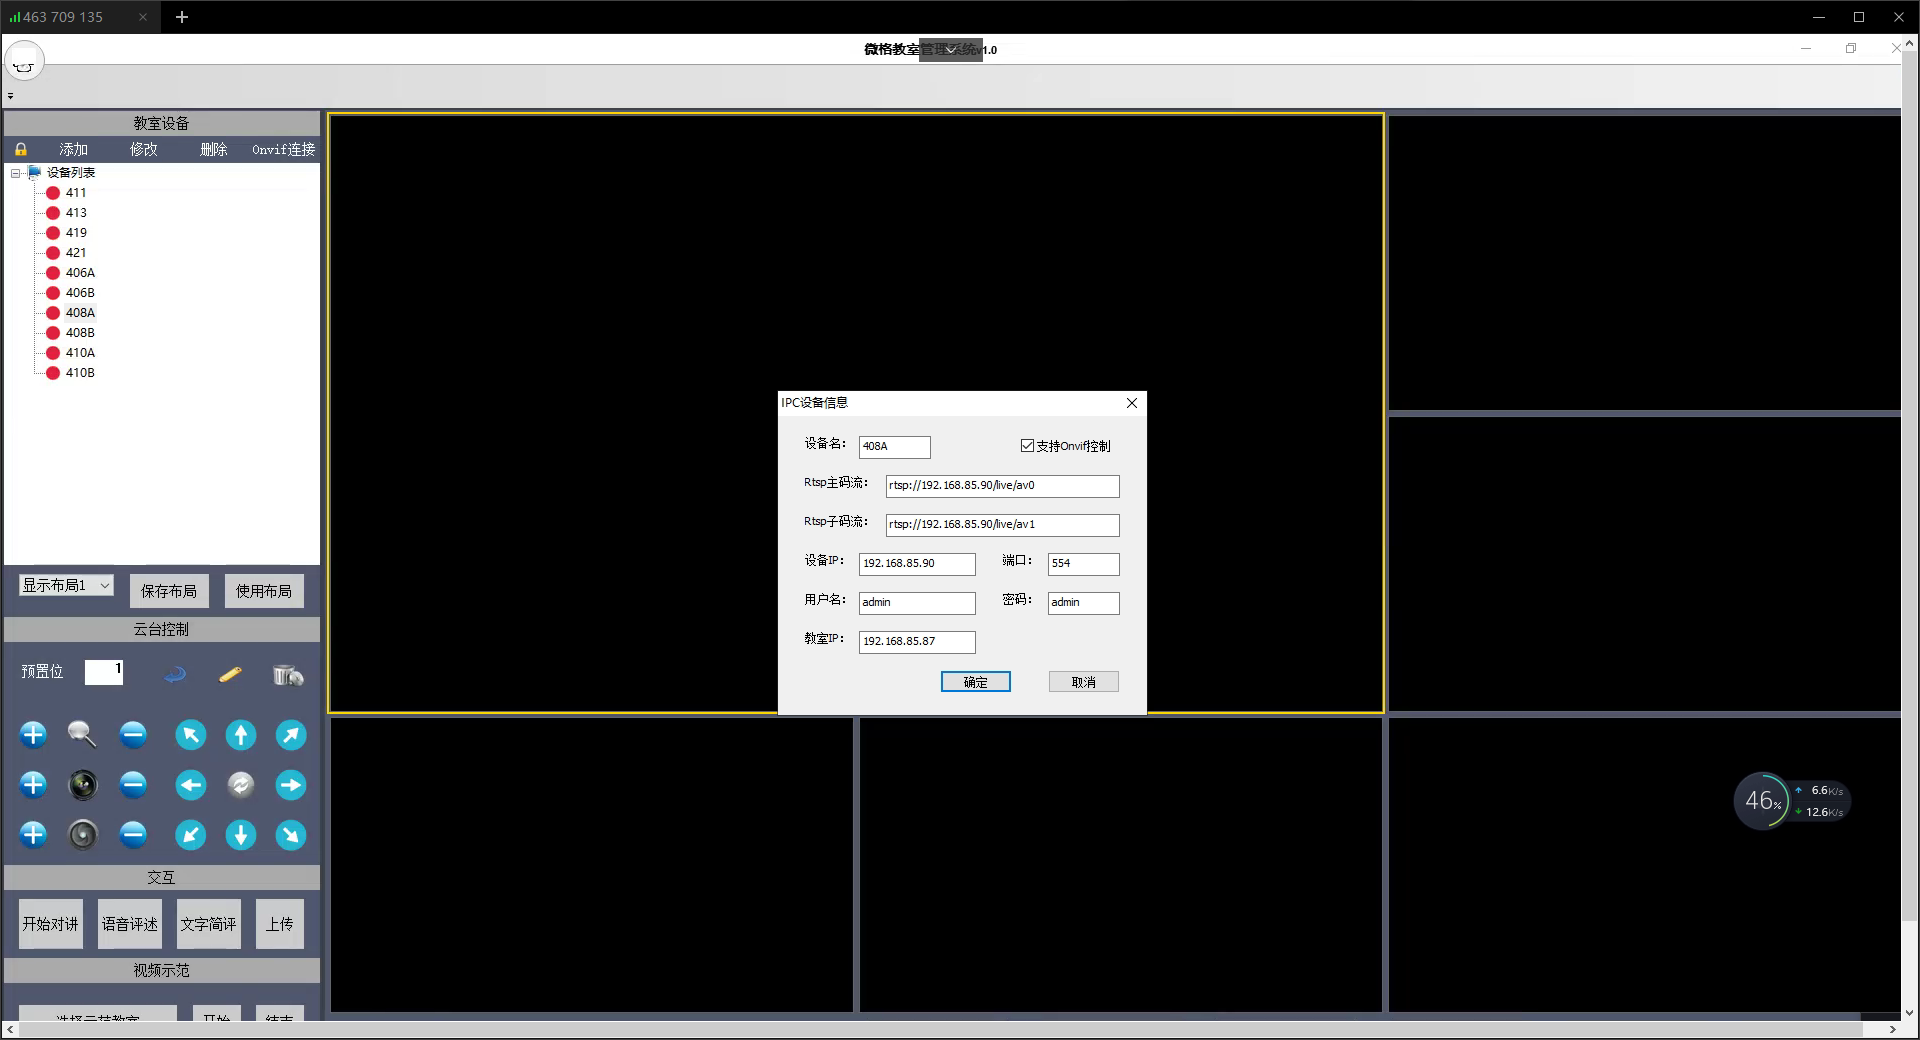 463 709 135
微格教室管理系统v1.0
教室设备
添加 修改 删除 Onvif连接
设备列表
411
413
419
421
406A
406B
408A
408B
410A
410B
IPC设备信息
设备名: 408A 支持Onvif控制
Rtsp主码流: rtsp://192.168.85.90/live/av0
Rtsp子码流: rtsp://192.168.85.90/live/av1
设备IP: 192.168.85.90 端口: 554
用户名: admin 密码: admin
教室IP: 192.168.85.87
确定 取消
显示布局1 保存布局 使用布局
云台控制
预置位 1
46% 6.6K/s
12.6K/s
交互
开始对讲 语音评述 文字简评 上传
视频示范
选择示范教室 开始 结束